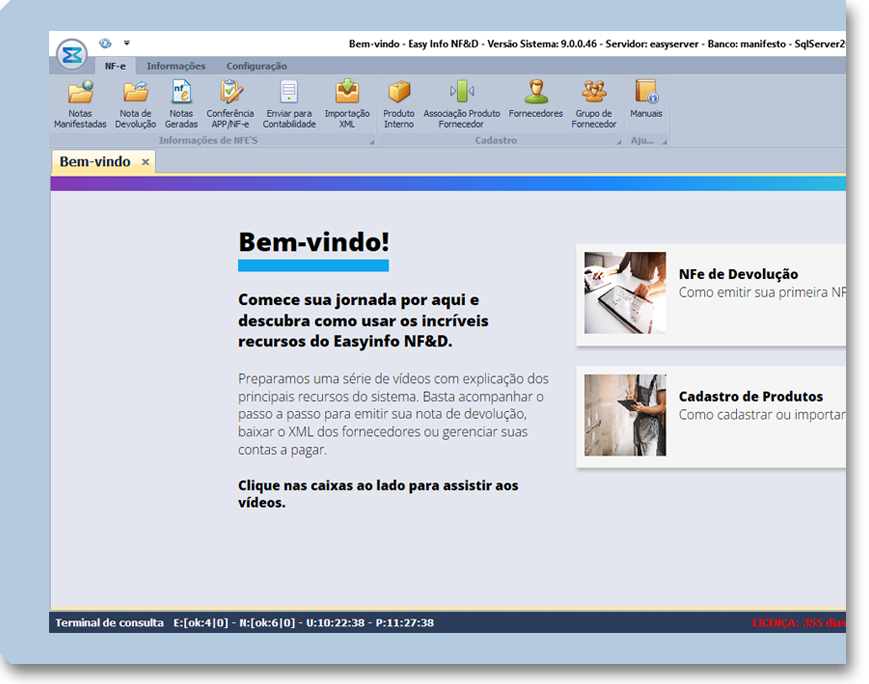 Bem-vindo - Easy Info NF&D - Versão Sistema: 9.0.0.46 - Servidor: easyserver - Banco: manifesto - SqlServer2
NF-e Informações Configuração
Notas Manifestadas
Nota de Devolução
Notas Geradas
Conferência APP/NF-e
Enviar para Contabilidade
Importação XML
Produto Interno
Associação Produto Fornecedor
Fornecedores
Grupo de Fornecedor
Manuais
Informações de NFE'S
Cadastro
Aju...
Bem-vindo ×
Bem-vindo!
Comece sua jornada por aqui e
descubra como usar os incríveis
recursos do Easyinfo NF&D.
Preparamos uma série de vídeos com explicação dos
principais recursos do sistema. Basta acompanhar o
passo a passo para emitir sua nota de devolução,
baixar o XML dos fornecedores ou gerenciar suas
contas a pagar.
Clique nas caixas ao lado para assistir aos
vídeos.
NFe de Devolução
Como emitir sua primeira NF
Cadastro de Produtos
Como cadastrar ou importar
Terminal de consulta E:[ok:4|0] - N:[ok:6|0] - U:10:22:38 - P:11:27:38
LICENÇA: 355 dias